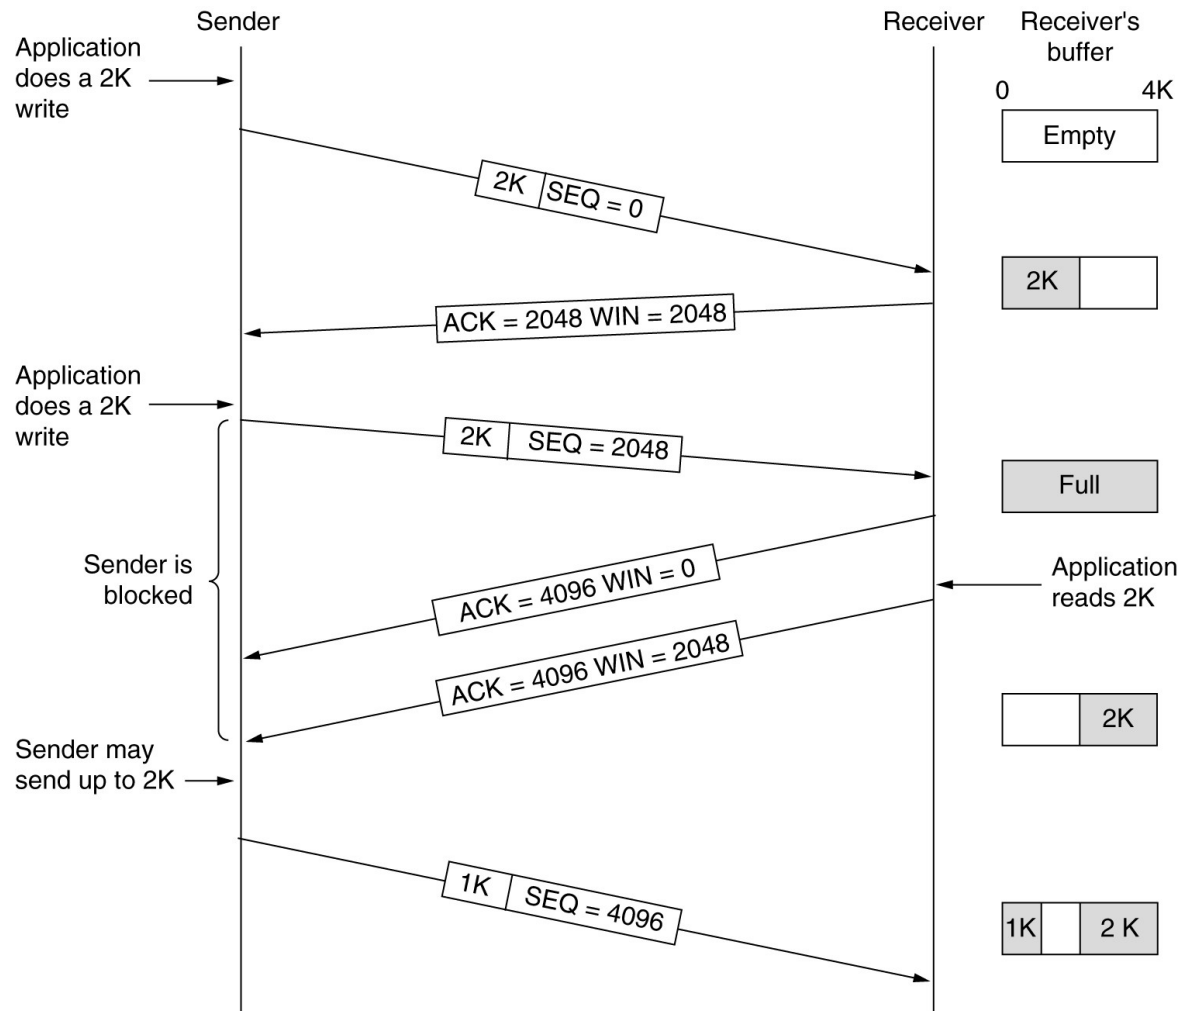 Sender
Receiver
Receiver's
buffer
Application
does a 2K
write
0
4K
Empty
2K
SEQ = 0
2K
ACK = 2048 WIN = 2048
Application
does a 2K
write
2K
SEQ = 2048
Full
Sender is
blocked
ACK = 4096 WIN = 0
Application
reads 2K
ACK = 4096 WIN = 2048
2K
Sender may
send up to 2K
1K
SEQ = 4096
1K
2 K